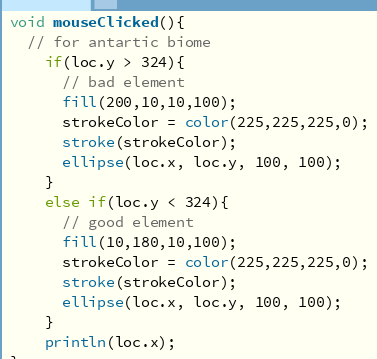 void mouseClicked(){
// for antartic biome
if(loc.y > 324){
// bad element
fill(200,10,10,100);
strokeColor = color(225,225,225,0);
stroke(strokeColor);
ellipse(loc.x, loc.y, 100, 100);
}
else if(loc.y < 324){
// good element
fill(10,180,10,100);
strokeColor = color(225,225,225,0);
stroke(strokeColor);
ellipse(loc.x, loc.y, 100, 100);
}
println(loc.x);